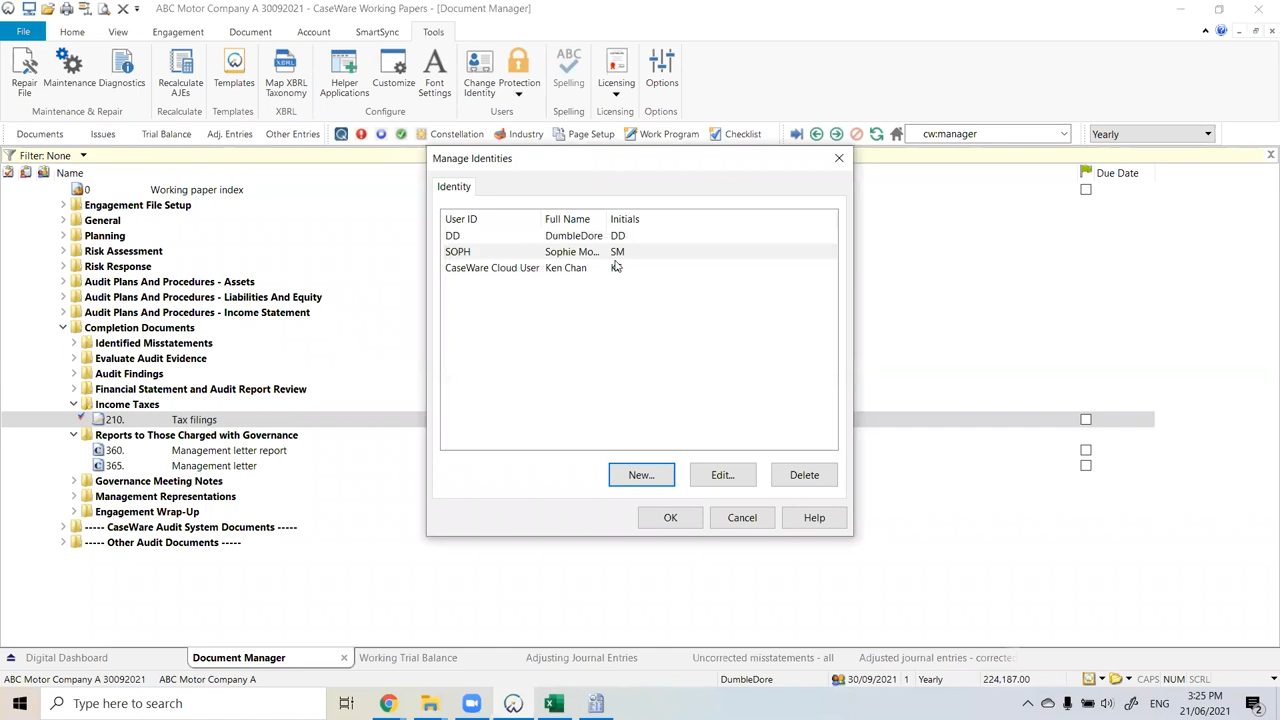 ABC Motor Company A 30092021 - CaseWare Working Papers - [Document Manager]
File Home View Engagement Document Account SmartSync Tools
Repair File Maintenance Diagnostics Recalculate AJEs Templates Map XBRL Taxonomy Helper Applications Customize Font Settings Change Identity Protection ABC Spelling Licensing Options
Maintenance & Repair Recalculate Templates XBRL Configure Users Spelling Licensing Options
Documents Issues Trial Balance Adj. Entries Other Entries Constellation Industry Page Setup Work Program Checklist cw:manager Yearly
Filter: None
Name Due Date
0 Working paper index
Engagement File Setup
General
Planning
Risk Assessment
Risk Response
Audit Plans And Procedures - Assets
Audit Plans And Procedures - Liabilities And Equity
Audit Plans And Procedures - Income Statement
Completion Documents
Identified Misstatements
Evaluate Audit Evidence
Audit Findings
Financial Statement and Audit Report Review
Income Taxes
210. Tax filings
Reports to Those Charged with Governance
360. Management letter report
365. Management letter
Governance Meeting Notes
Management Representations
Engagement Wrap-Up
----- CaseWare Audit System Documents -----
----- Other Audit Documents -----
Manage Identities
Identity
User ID Full Name Initials
DD DumbleDore DD
SOPH Sophie Mo... SM
CaseWare Cloud User Ken Chan
New... Edit... Delete
OK Cancel Help
Digital Dashboard Document Manager Working Trial Balance Adjusting Journal Entries Uncorrected misstatements - all Adjusted journal entries - corrected
ABC Motor Company A 30092021 ABC Motor Company A DumbleDore 30/09/2021 1 Yearly 224,187.00 CAPS NUM SCRL
Type here to search ENG 3:25 PM
21/06/2021 2